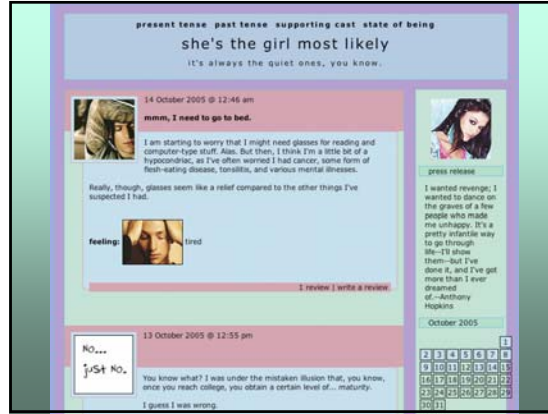 present tense past tense supporting cast state of being
she's the girl most likely
it's always the quiet ones, you know.
14 October 2005 @ 12:46 am
mmm, I need to go to bed.
I am starting to worry that I might need glasses for reading and
computer-type stuff. Alas. But then, I think I'm a little bit of a
hypocondriac, as I've often worried I had cancer, some form of
flesh-eating disease, tonsilitis, and various mental illnesses.
Really, though, glasses seem like a relief compared to the other things I've
suspected I had.
feeling: tired
1 review | write a review
NO...
just NO.
13 October 2005 @ 12:55 pm
You know what? I was under the mistaken illusion that, you know,
once you reach college, you obtain a certain level of... maturity.
I guess I was wrong.
press release
I wanted revenge; I
wanted to dance on
the graves of a few
people who made
me unhappy. It's a
pretty infantile way
to go through
life--I'll show
them--but I've
done it, and I've got
more than I ever
dreamed
of.--Anthony
Hopkins
October 2005
1
2 3 4 5 6 7 8
9 10 11 12 13 14 15
16 17 18 19 20 21 22
23 24 25 26 27 28 29
30 31